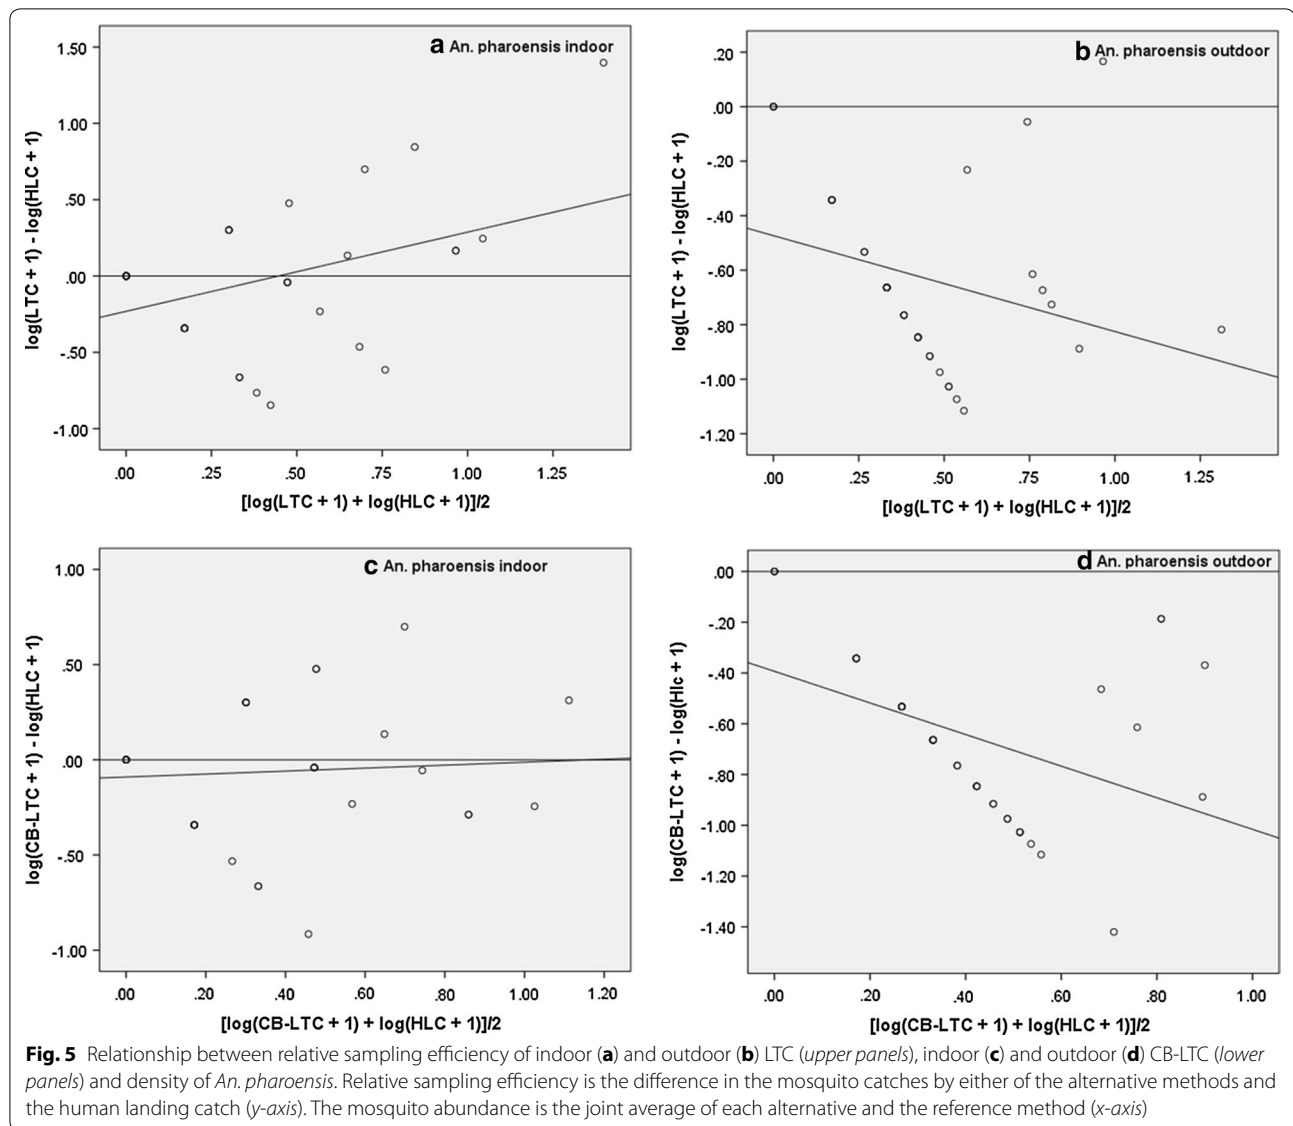 a An. pharoensis indoor
log(LTC + 1) - log(HLC + 1)
1.50
1.00
.50
.00
-.50
-1.00
.00 .25 .50 .75 1.00 1.25
[log(LTC + 1) + log(HLC + 1)]/2
b An. pharoensis outdoor
log(LTC + 1) - log(HLC + 1)
.20
.00
-.20
-.40
-.60
-.80
-1.00
-1.20
.00 .25 .50 .75 1.00 1.25
[log(LTC + 1) + log(HLC + 1)]/2
c An. pharoensis indoor
log(CB-LTC + 1) - log(HLC + 1)
1.00
.50
.00
-.50
-1.00
.00 .20 .40 .60 .80 1.00 1.20
[log(CB-LTC + 1) + log(HLC + 1)]/2
d An. pharoensis outdoor
log(CB-LTC + 1) - log(Hlc + 1)
.00
-.20
-.40
-.60
-.80
-1.00
-1.20
-1.40
.00 .20 .40 .60 .80 1.00
[log(CB-LTC + 1) + log(HLC + 1)]/2
Fig. 5 Relationship between relative sampling efficiency of indoor (a) and outdoor (b) LTC (upper panels), indoor (c) and outdoor (d) CB-LTC (lower
panels) and density of An. pharoensis. Relative sampling efficiency is the difference in the mosquito catches by either of the alternative methods and
the human landing catch (y-axis). The mosquito abundance is the joint average of each alternative and the reference method (x-axis)